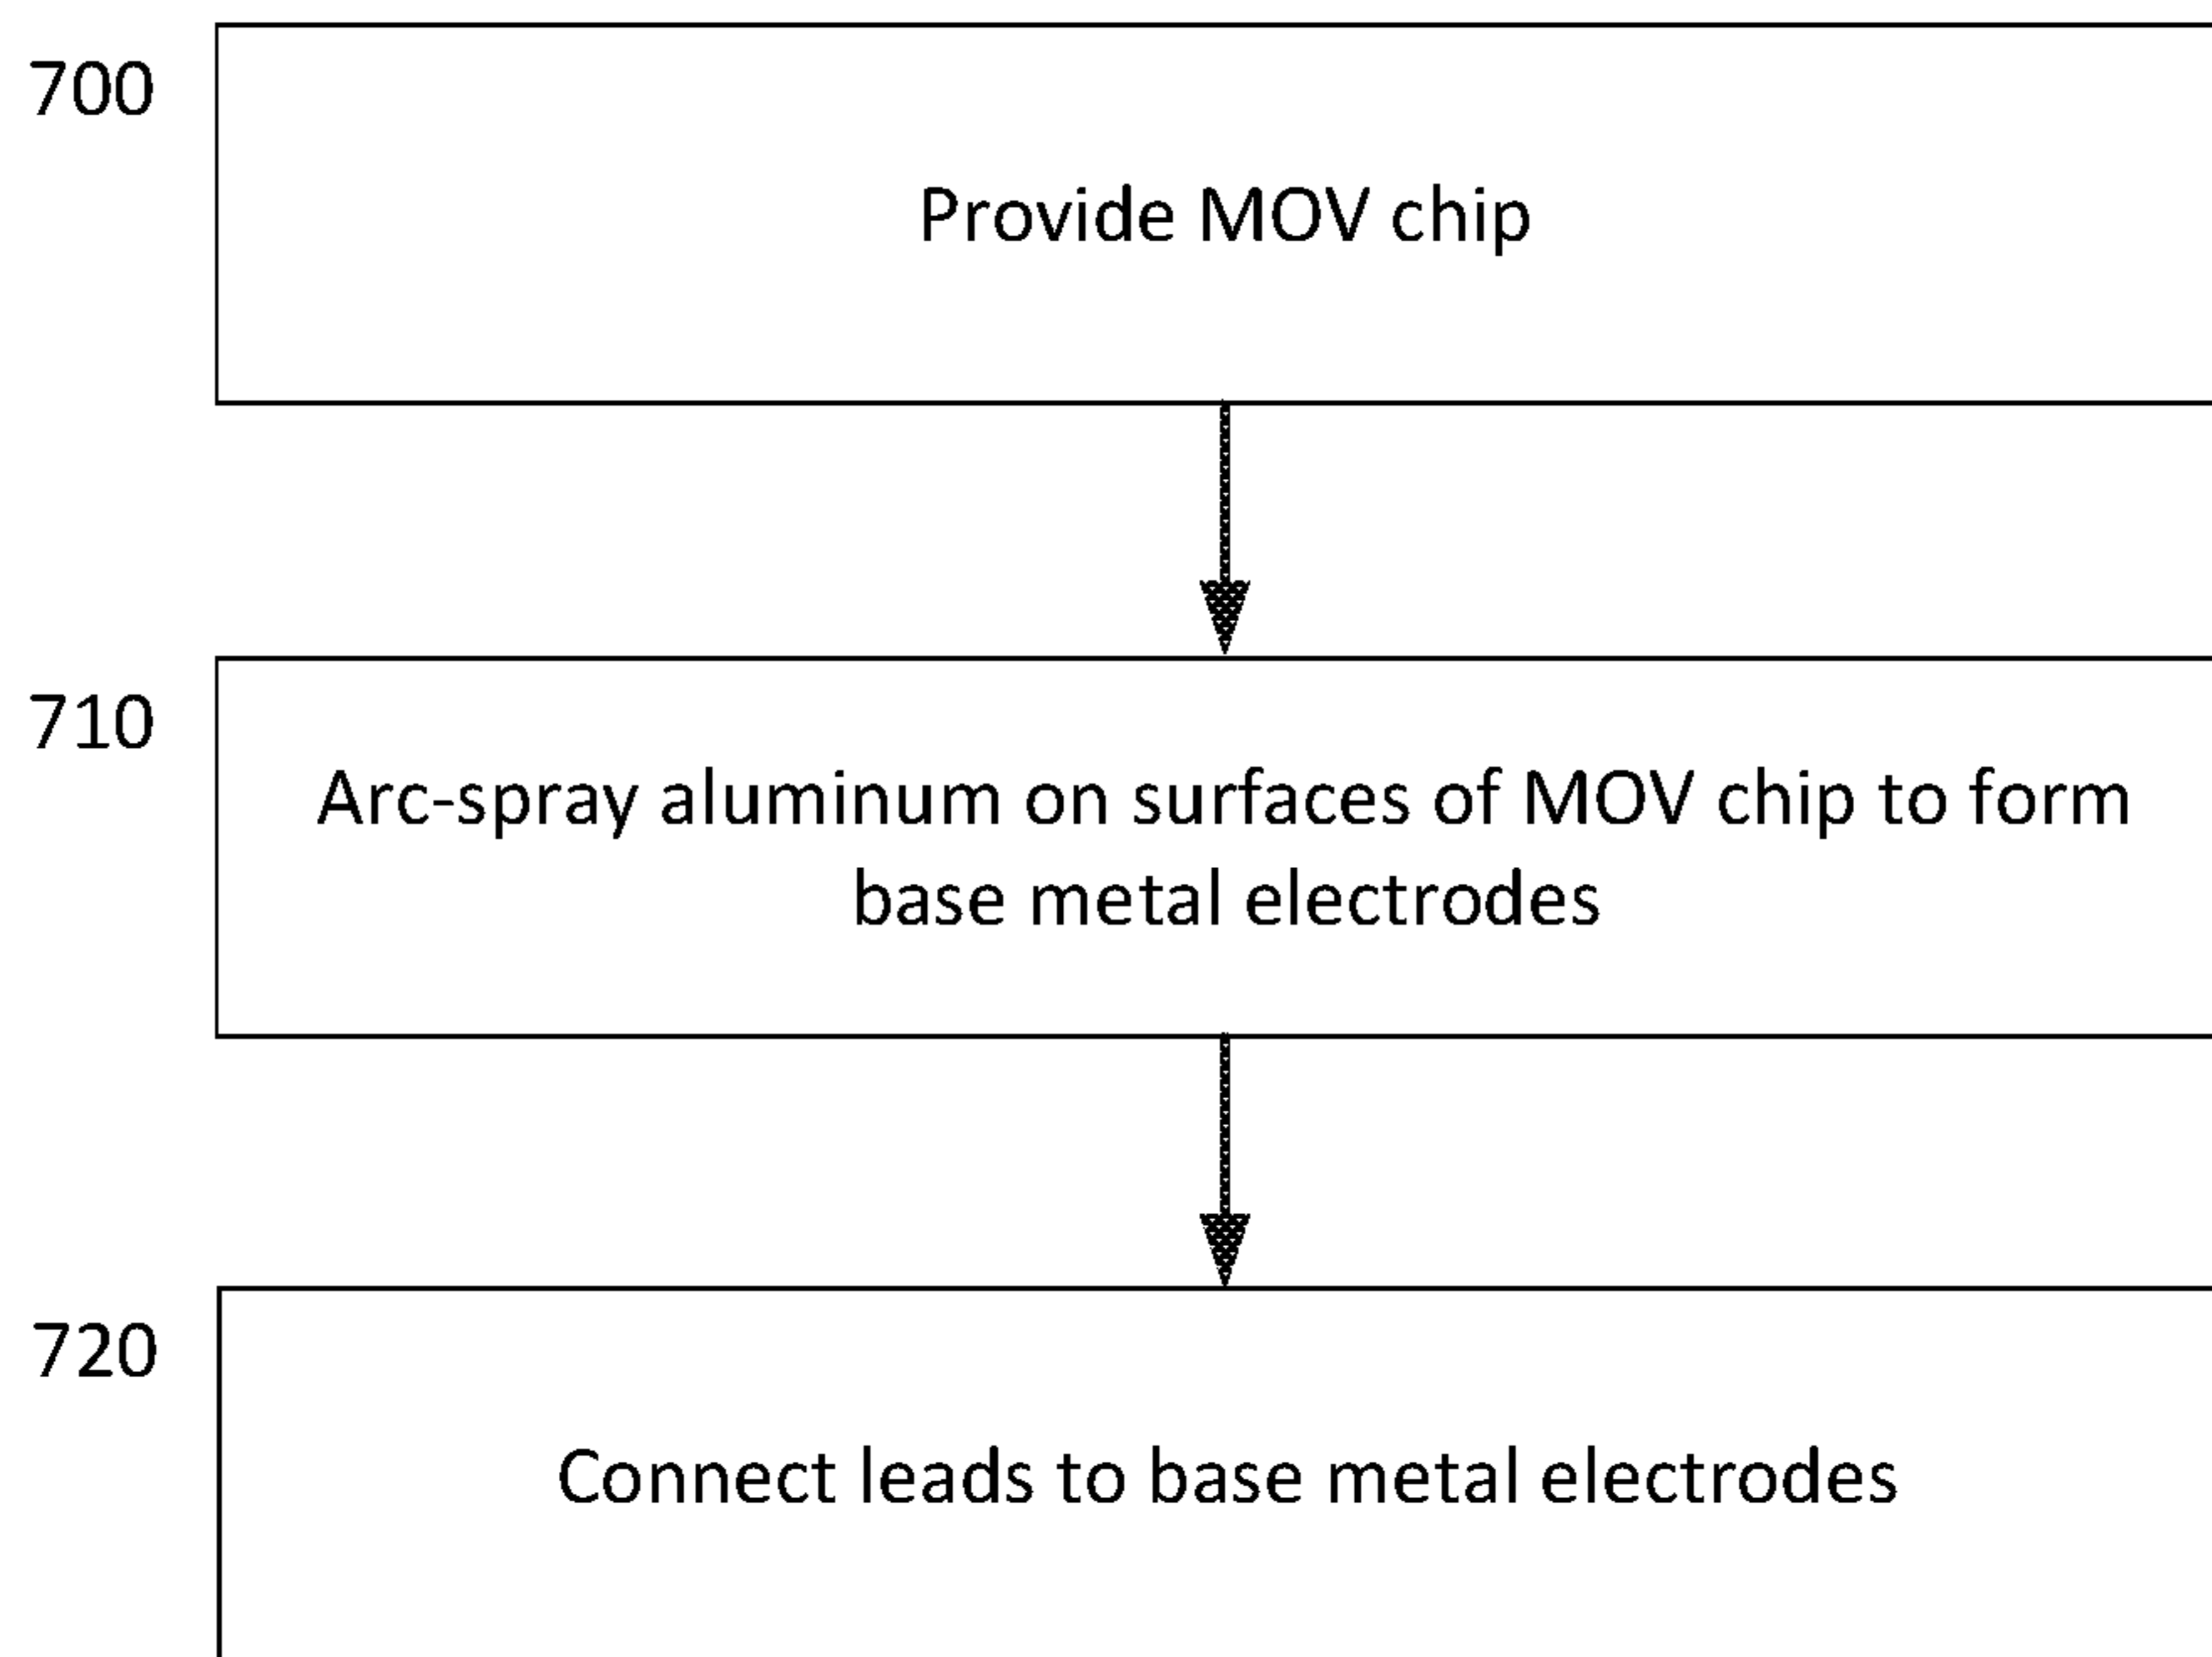 700
Provide MOV chip
710
Arc-spray aluminum on surfaces of MOV chip to form
base metal electrodes
720
Connect leads to base metal electrodes